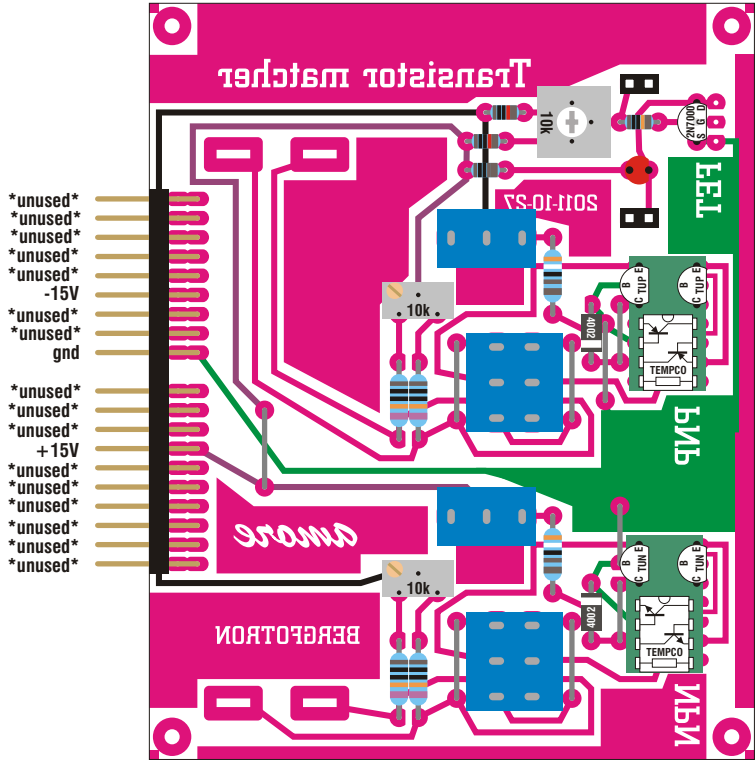 Transistor matcher
10k
2N7000
S G D
FET
2011-10-27
*unused*
*unused*
*unused*
*unused*
*unused*
-15V
*unused*
*unused*
gnd
*unused*
*unused*
*unused*
+15V
*unused*
*unused*
*unused*
*unused*
*unused*
*unused*
10k
4002
B C TUP E
B C TUP E
TEMPCO
PNP
amore
10k
4002
B C TUN E
B C TUN E
TEMPCO
BERGFOTRON
NPN